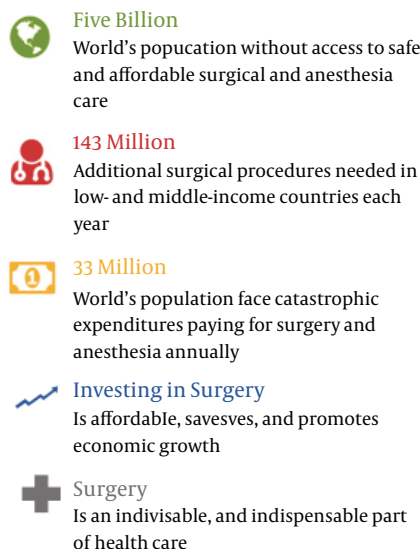 Five Billion
World's popucation without access to safe
and affordable surgical and anesthesia
care
143 Million
Additional surgical procedures needed in
low- and middle-income countries each
year
1
33 Million
World's population face catastrophic
expenditures paying for surgery and
anesthesia annually
Investing in Surgery
Is affordable, savesves, and promotes
economic growth
Surgery
Is an indivisable, and indispensable part
of health care